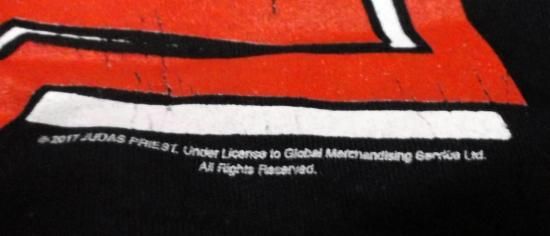 © 2017 JUDAS PRIEST. Under License to Global Merchandising Service Ltd.
All Rights Reserved.